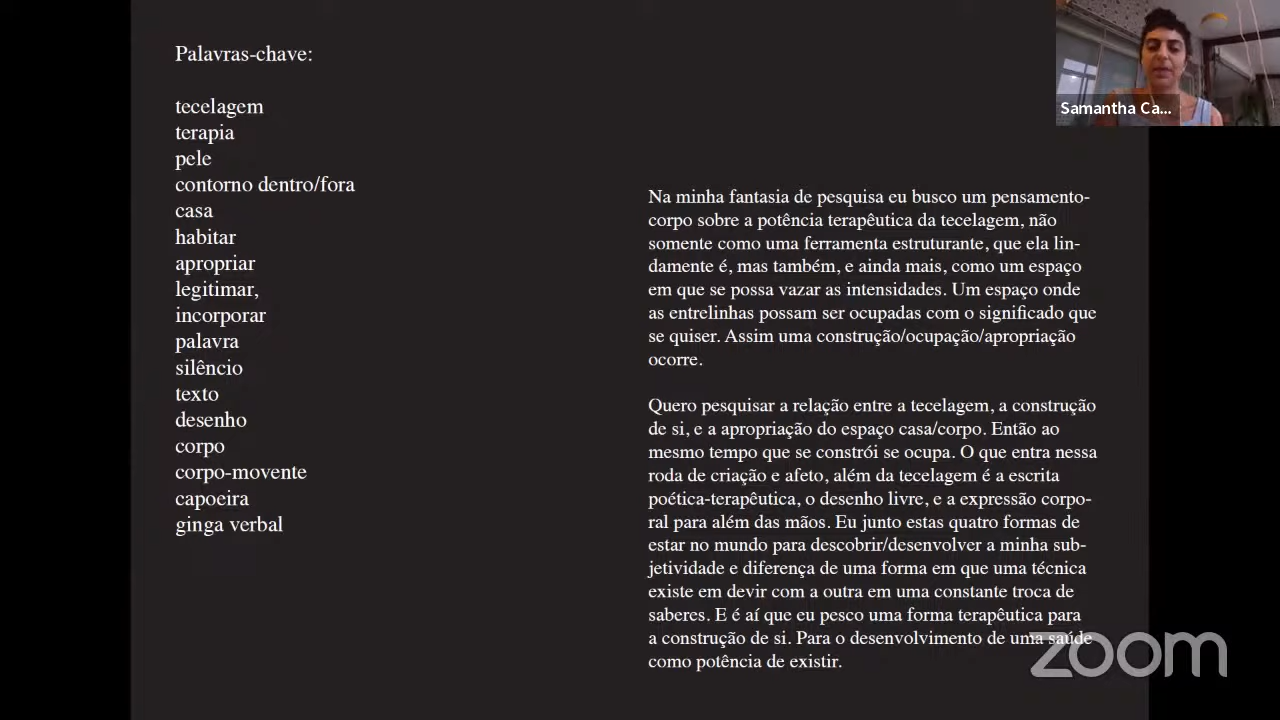 Palavras-chave:
tecelagem
terapia
pele
contorno dentro/fora
casa
habitar
apropriar
legitimar,
incorporar
palavra
silêncio
texto
desenho
corpo
corpo-movente
capoeira
ginga verbal
Samantha Ca...
Na minha fantasia de pesquisa eu busco um pensamento-
corpo sobre a potência terapêutica da tecelagem, não
somente como uma ferramenta estruturante, que ela lin-
damente é, mas também, e ainda mais, como um espaço
em que se possa vazar as intensidades. Um espaço onde
as entrelinhas possam ser ocupadas com o significado que
se quiser. Assim uma construção/ocupação/apropriação
ocorre.
Quero pesquisar a relação entre a tecelagem, a construção
de si, e a apropriação do espaço casa/corpo. Então ao
mesmo tempo que se constrói se ocupa. O que entra nessa
roda de criação e afeto, além da tecelagem é a escrita
poética-terapêutica, o desenho livre, e a expressão corpo-
ral para além das mãos. Eu junto estas quatro formas de
estar no mundo para descobrir/desenvolver a minha sub-
jetividade e diferença de uma forma em que uma técnica
existe em devir com a outra em uma constante troca de
saberes. E é aí que eu pesco uma forma terapêutica para
a construção de si. Para o desenvolvimento de uma saúde
como potência de existir.
zoom